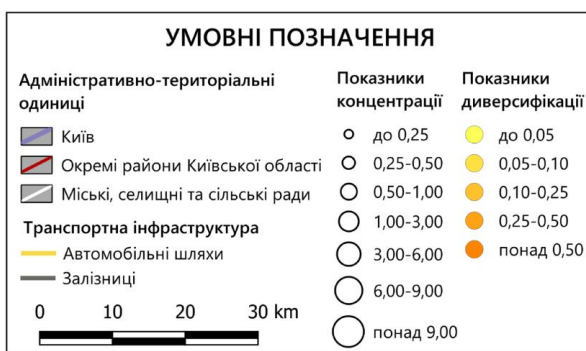 УМОВНІ ПОЗНАЧЕННЯ
Адміністративно-територіальні
одиниці
Київ
Окремі райони Київської області
Міські, селищні та сільські ради
Транспортна інфраструктура
Автомобільні шляхи
Залізниці
0 10 20 30 km
Показники
концентрації
до 0,25
0,25-0,50
0,50-1,00
1,00-3,00
3,00-6,00
6,00-9,00
понад 9,00
Показники
диверсифікації
до 0,05
0,05-0,10
0,10-0,25
0,25-0,50
понад 0,50